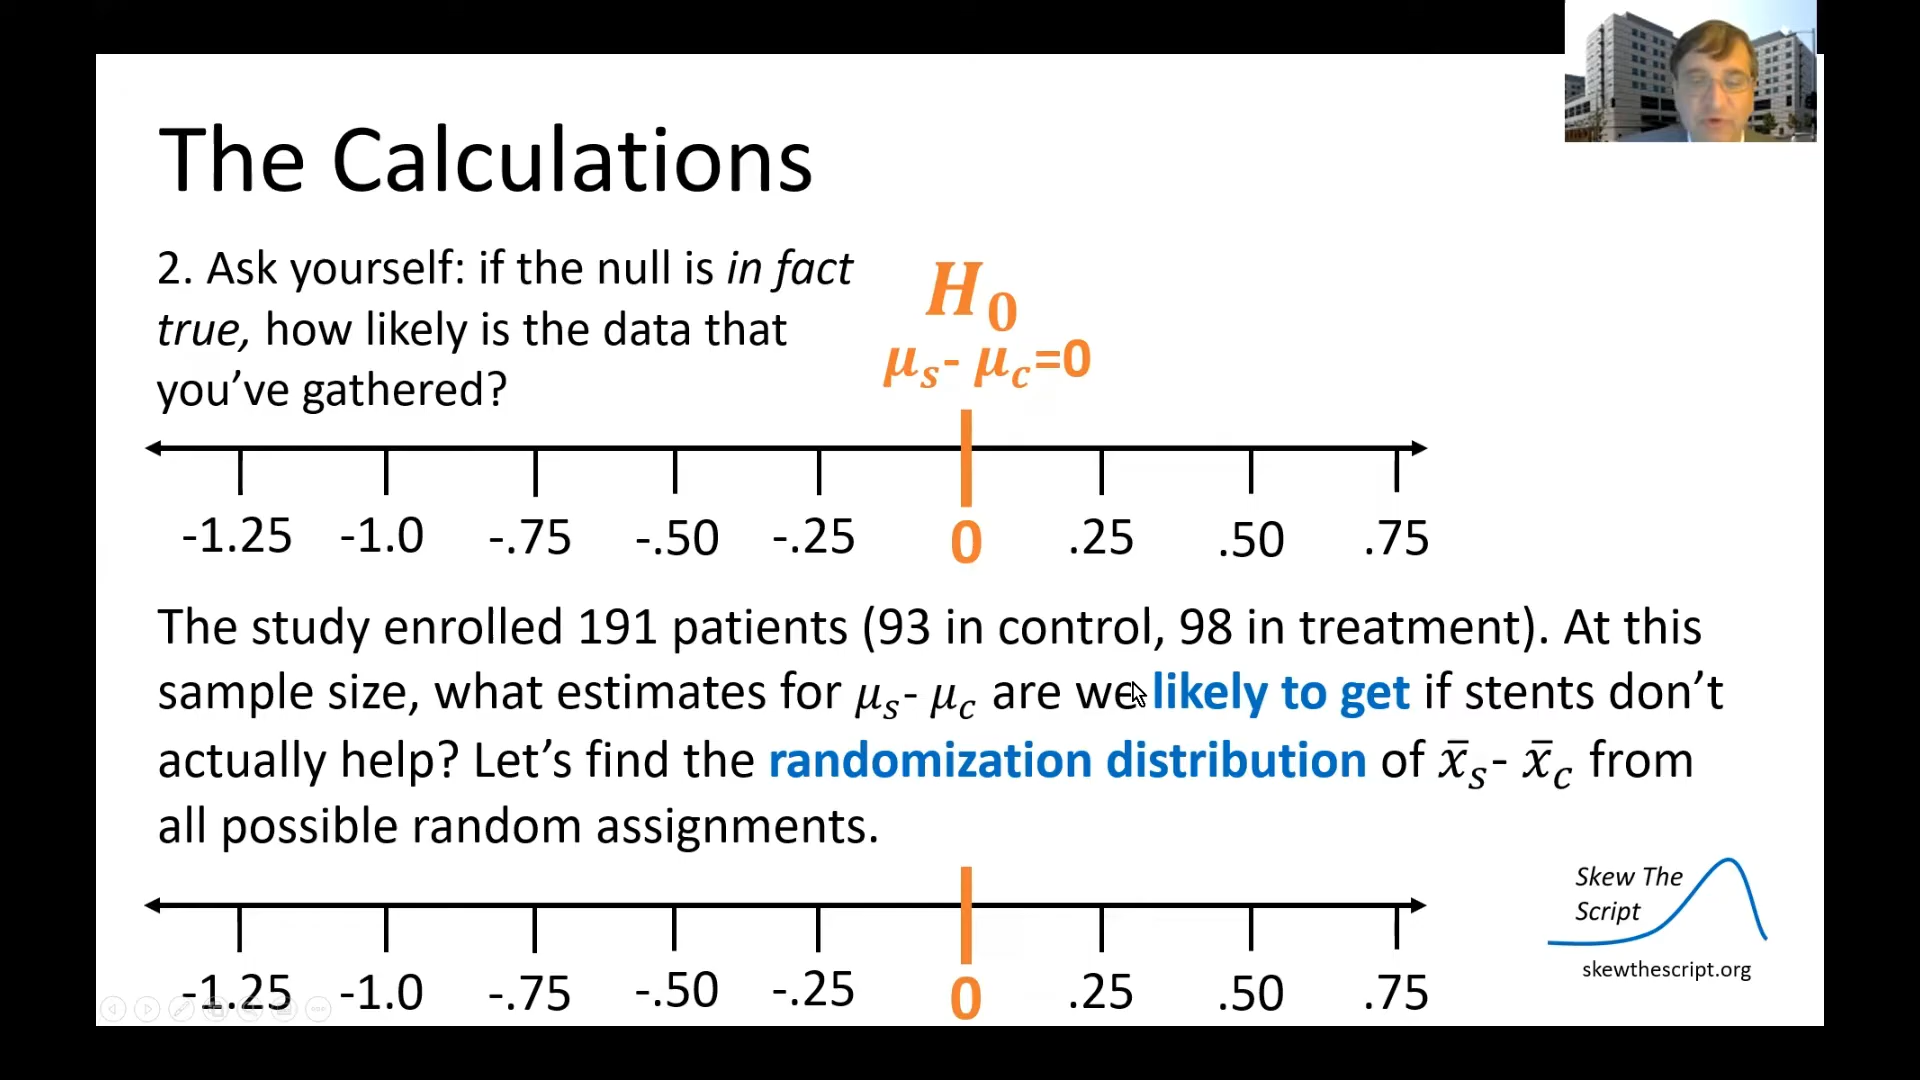 The Calculations
2. Ask yourself: if the null is in fact
true, how likely is the data that
you’ve gathered?
H₀
μₛ- μ꜀=0
-1.25 -1.0 -.75 -.50 -.25 0 .25 .50 .75
The study enrolled 191 patients (93 in control, 98 in treatment). At this
sample size, what estimates for μₛ- μ꜀ are we likely to get if stents don’t
actually help? Let’s find the randomization distribution of x̄ₛ- x̄꜀ from
all possible random assignments.
-1.25 -1.0 -.75 -.50 -.25 0 .25 .50 .75
Skew The
Script
skewthescript.org